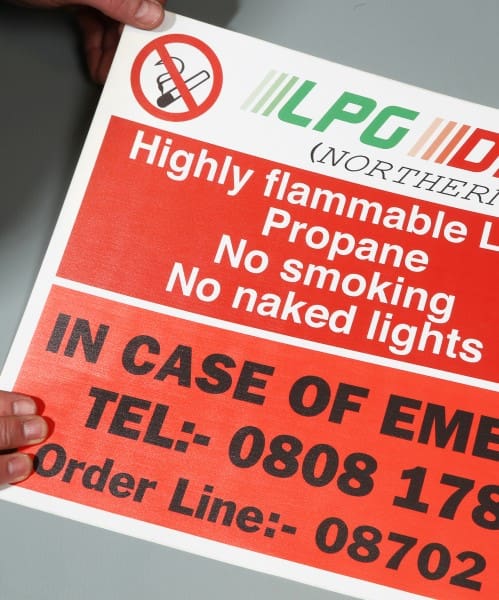 LPG D
(NORTHERN
Highly flammable L
Propane
No smoking
No naked lights
IN CASE OF EME
TEL:- 0808 178
Order Line:- 08702